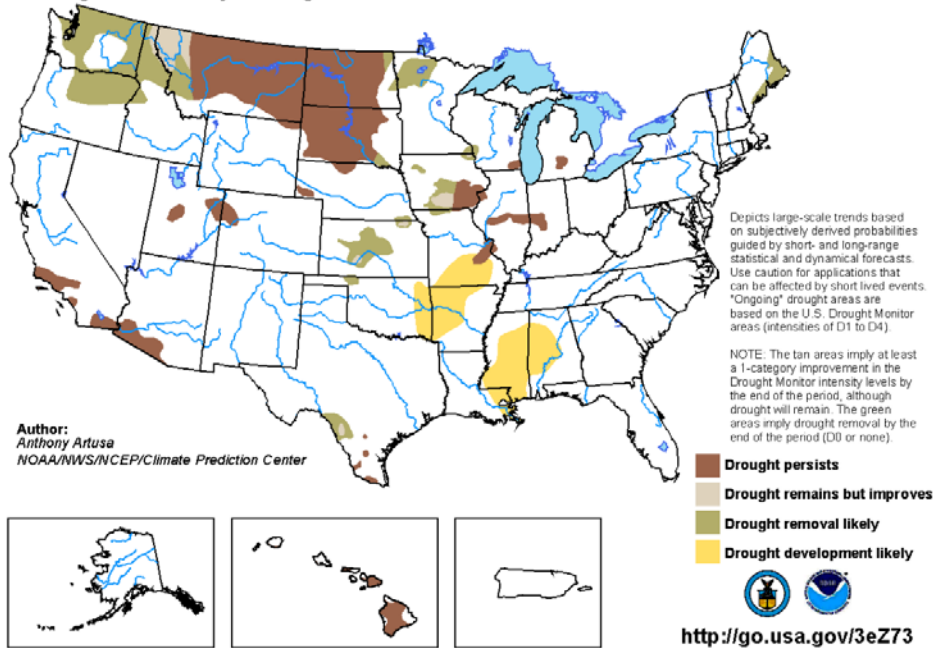 Depicts large-scale trends based
on subjectively derived probabilities
guided by short- and long-range
statistical and dynamical forecasts.
Use caution for applications that
can be affected by short lived events.
"Ongoing" drought areas are
based on the U.S. Drought Monitor
areas (intensities of D1 to D4).
NOTE: The tan areas imply at least
a 1-category improvement in the
Drought Monitor intensity levels by
the end of the period, although
drought will remain. The green
areas imply drought removal by the
end of the period (D0 or none).
Author:
Anthony Artusa
NOAA/NWS/NCEP/Climate Prediction Center
Drought persists
Drought remains but improves
Drought removal likely
Drought development likely
http://go.usa.gov/3eZ73